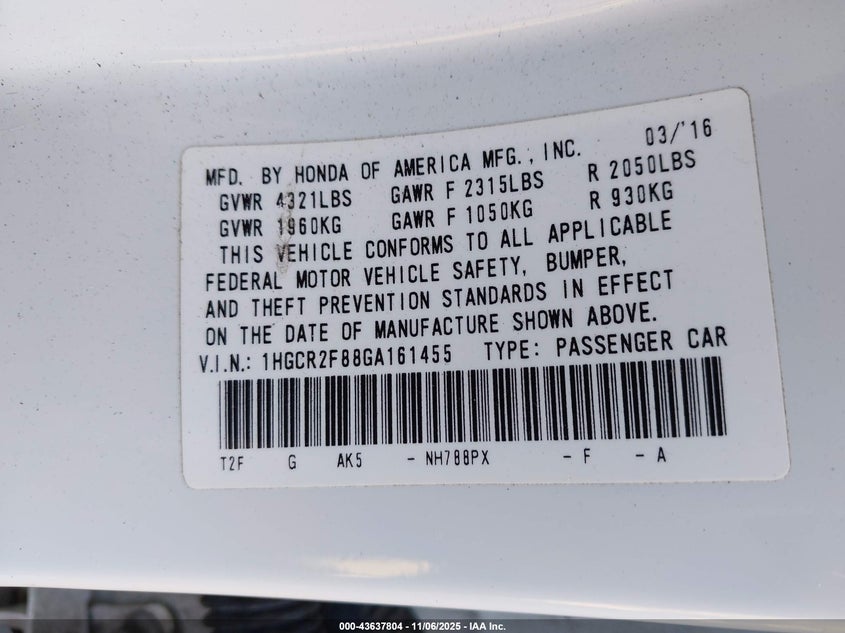 03/'16
MFD. BY HONDA OF AMERICA MFG., INC.
GVWR 4321LBS GAWR F 2315LBS R 2050LBS
GVWR 1960KG GAWR F 1050KG R 930KG
THIS VEHICLE CONFORMS TO ALL APPLICABLE
FEDERAL MOTOR VEHICLE SAFETY, BUMPER,
AND THEFT PREVENTION STANDARDS IN EFFECT
ON THE DATE OF MANUFACTURE SHOWN ABOVE.
V.I.N.: 1HGCR2F88GA161455 TYPE: PASSENGER CAR
T2F G AK5 - NH788PX - F - A
000-43637804 | 11/06/2025 | IAA Inc.